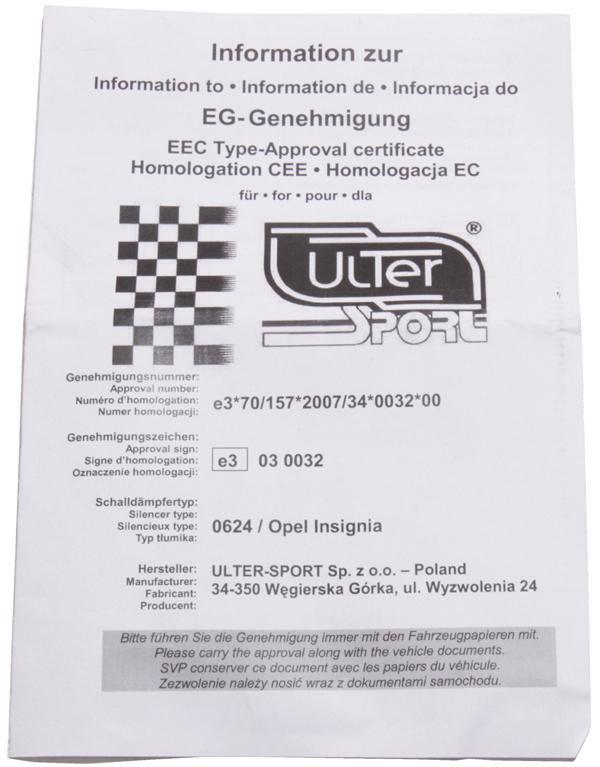 Information zur
Information to • Information de • Informacja do
EG-Genehmigung
EEC Type-Approval certificate
Homologation CEE • Homologacja EC
für • for • pour • dla
®
ULTer
SPORT
Genehmigungsnummer:
Approval number:
Numéro d'homologation:
Numer homologacji:
e3*70/157*2007/34*0032*00
Genehmigungszeichen:
Approval sign:
Signe d'homologation:
Oznaczenie homologacji:
e3 03 0032
Schalldämpfertyp:
Silencer type:
Silencieux type:
Typ tłumika:
0624 / Opel Insignia
Hersteller:
Manufacturer:
Fabricant:
Producent:
ULTER-SPORT Sp. z o.o. – Poland
34-350 Węgierska Górka, ul. Wyzwolenia 24
Bitte führen Sie die Genehmigung immer mit den Fahrzeugpapieren mit.
Please carry the approval along with the vehicle documents.
SVP conserver ce document avec les papiers du véhicule.
Zezwolenie należy nosić wraz z dokumentami samochodu.